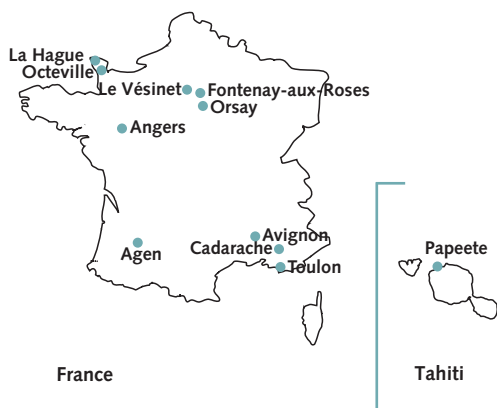 La Hague
Octeville
Le Vésinet
Fontenay-aux-Roses
Orsay
Angers
Avignon
Cadarache
Agen
Toulon
Papeete
France
Tahiti